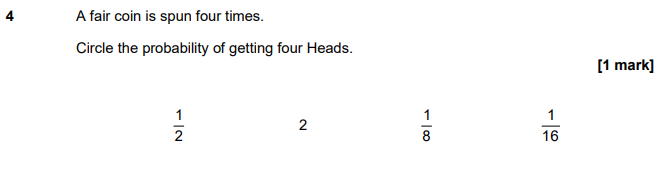 4 A fair coin is spun four times.
Circle the probability of getting four Heads.
[1 mark]
1/2 2 1/8 1/16